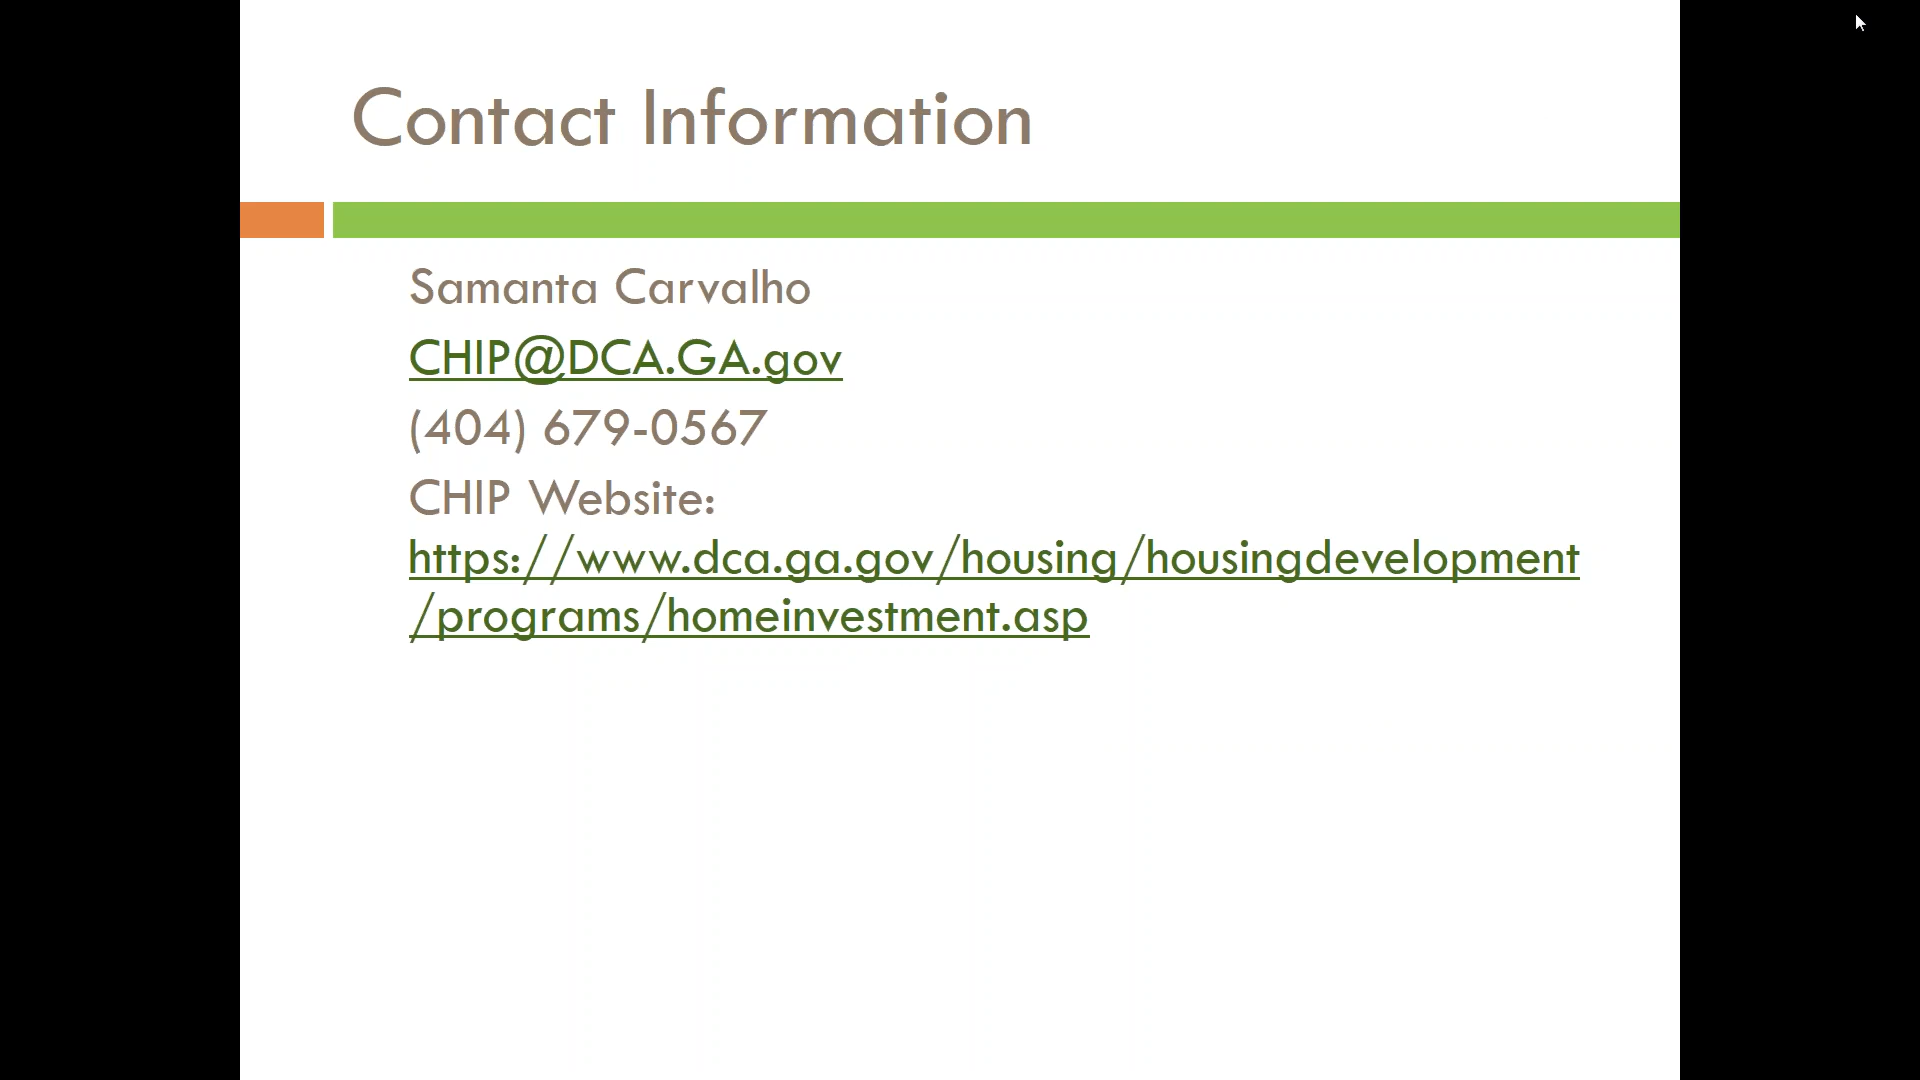 Contact Information
Samanta Carvalho
CHIP@DCA.GA.gov
(404) 679-0567
CHIP Website:
https://www.dca.ga.gov/housing/housingdevelopment
/programs/homeinvestment.asp